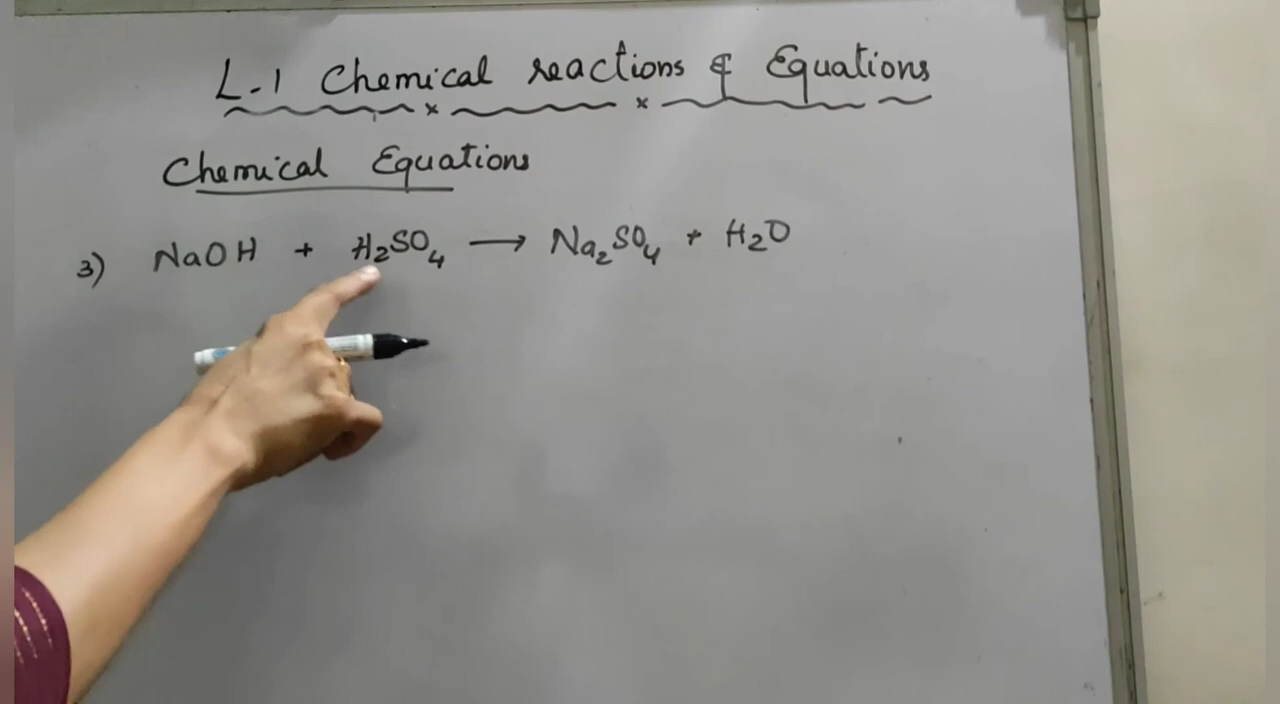 L-1 Chemical reactions & Equations
Chemical Equations
3) NaOH + H₂SO₄ → Na₂SO₄ + H₂O